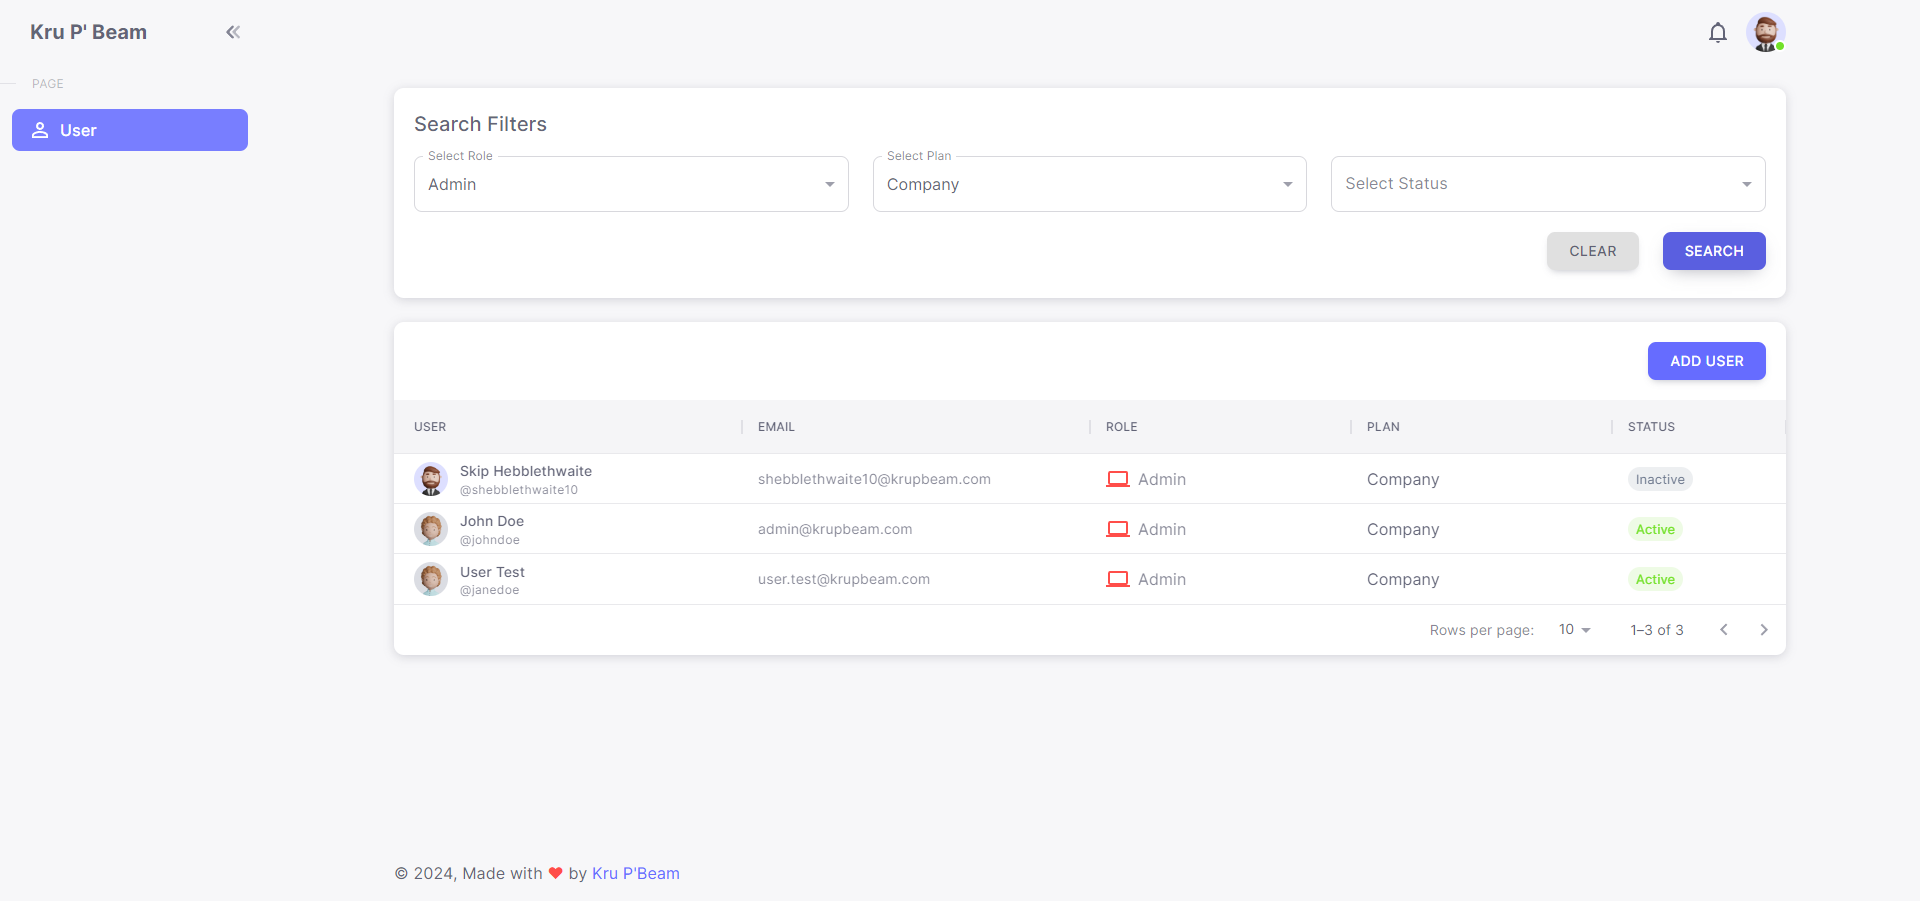 Kru P' Beam
PAGE
User
Search Filters
Select Role
Admin
Select Plan
Company
Select Status
CLEAR
SEARCH
ADD USER
USER EMAIL ROLE PLAN STATUS
Skip Hebblethwaite
@shebblethwaite10
shebblethwaite10@krupbeam.com Admin Company Inactive
John Doe
@johndoe
admin@krupbeam.com Admin Company Active
User Test
@janedoe
user.test@krupbeam.com Admin Company Active
Rows per page: 10 1–3 of 3
© 2024, Made with ❤ by Kru P'Beam